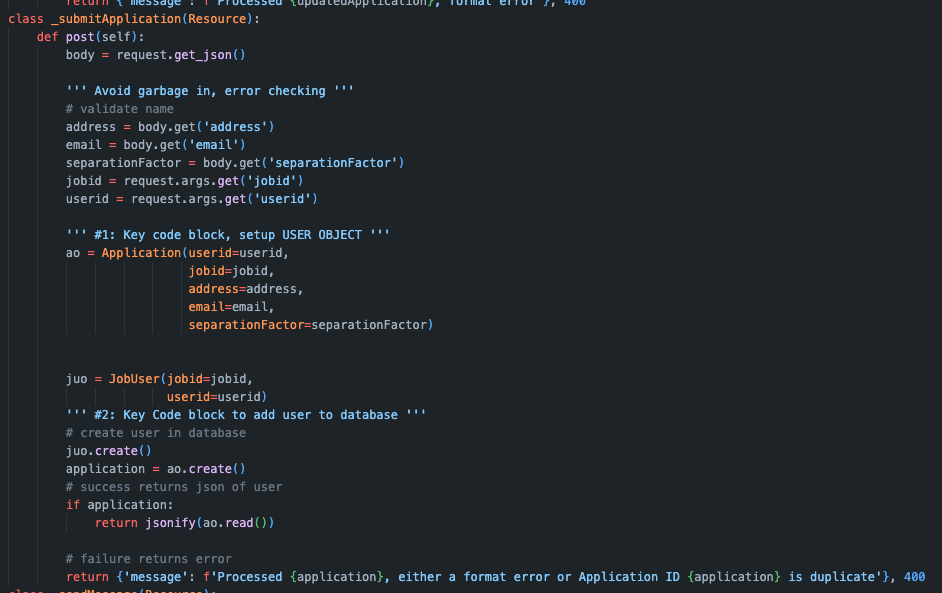 return {'message': f'Processed {updatedApplication}, format error'}, 400
class _submitApplication(Resource):
def post(self):
body = request.get_json()
''' Avoid garbage in, error checking '''
# validate name
address = body.get('address')
email = body.get('email')
separationFactor = body.get('separationFactor')
jobid = request.args.get('jobid')
userid = request.args.get('userid')
''' #1: Key code block, setup USER OBJECT '''
ao = Application(userid=userid,
jobid=jobid,
address=address,
email=email,
separationFactor=separationFactor)
juo = JobUser(jobid=jobid,
userid=userid)
''' #2: Key Code block to add user to database '''
# create user in database
juo.create()
application = ao.create()
# success returns json of user
if application:
return jsonify(ao.read())
# failure returns error
return {'message': f'Processed {application}, either a format error or Application ID {application} is duplicate'}, 400
class _sendMessage(Resource):